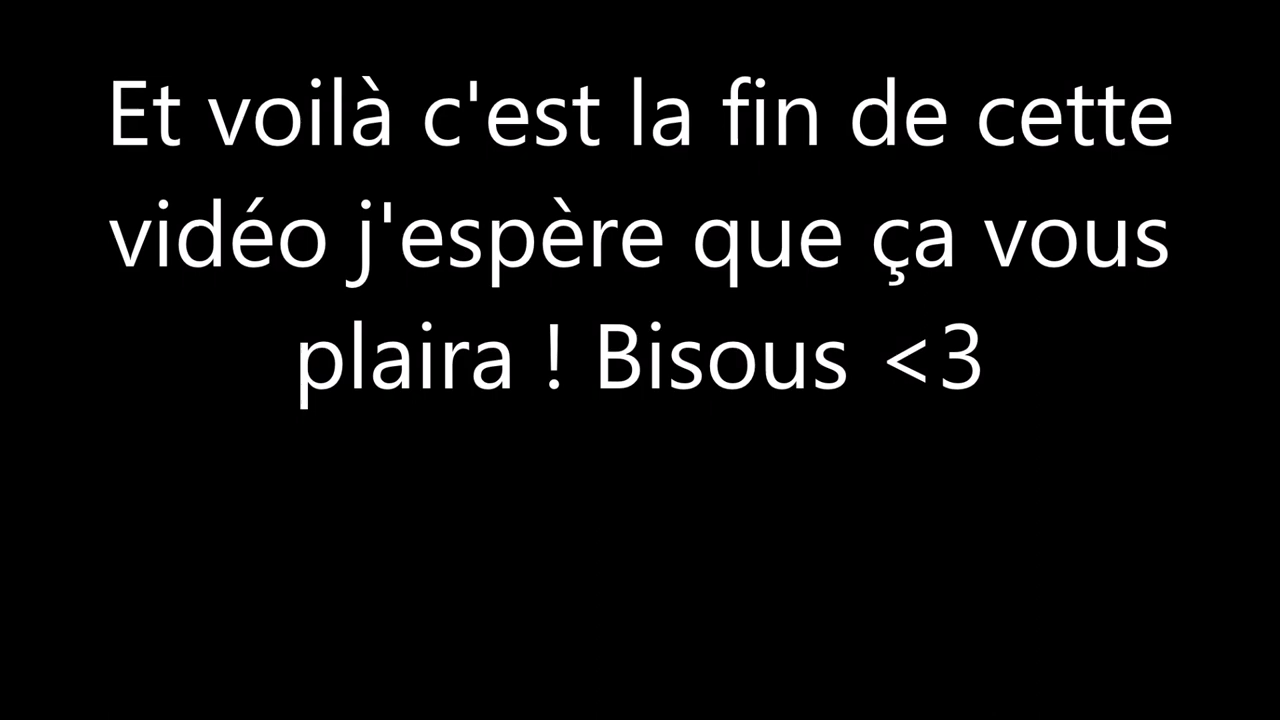 Et voilà c'est la fin de cette
vidéo j'espère que ça vous
plaira ! Bisous <3